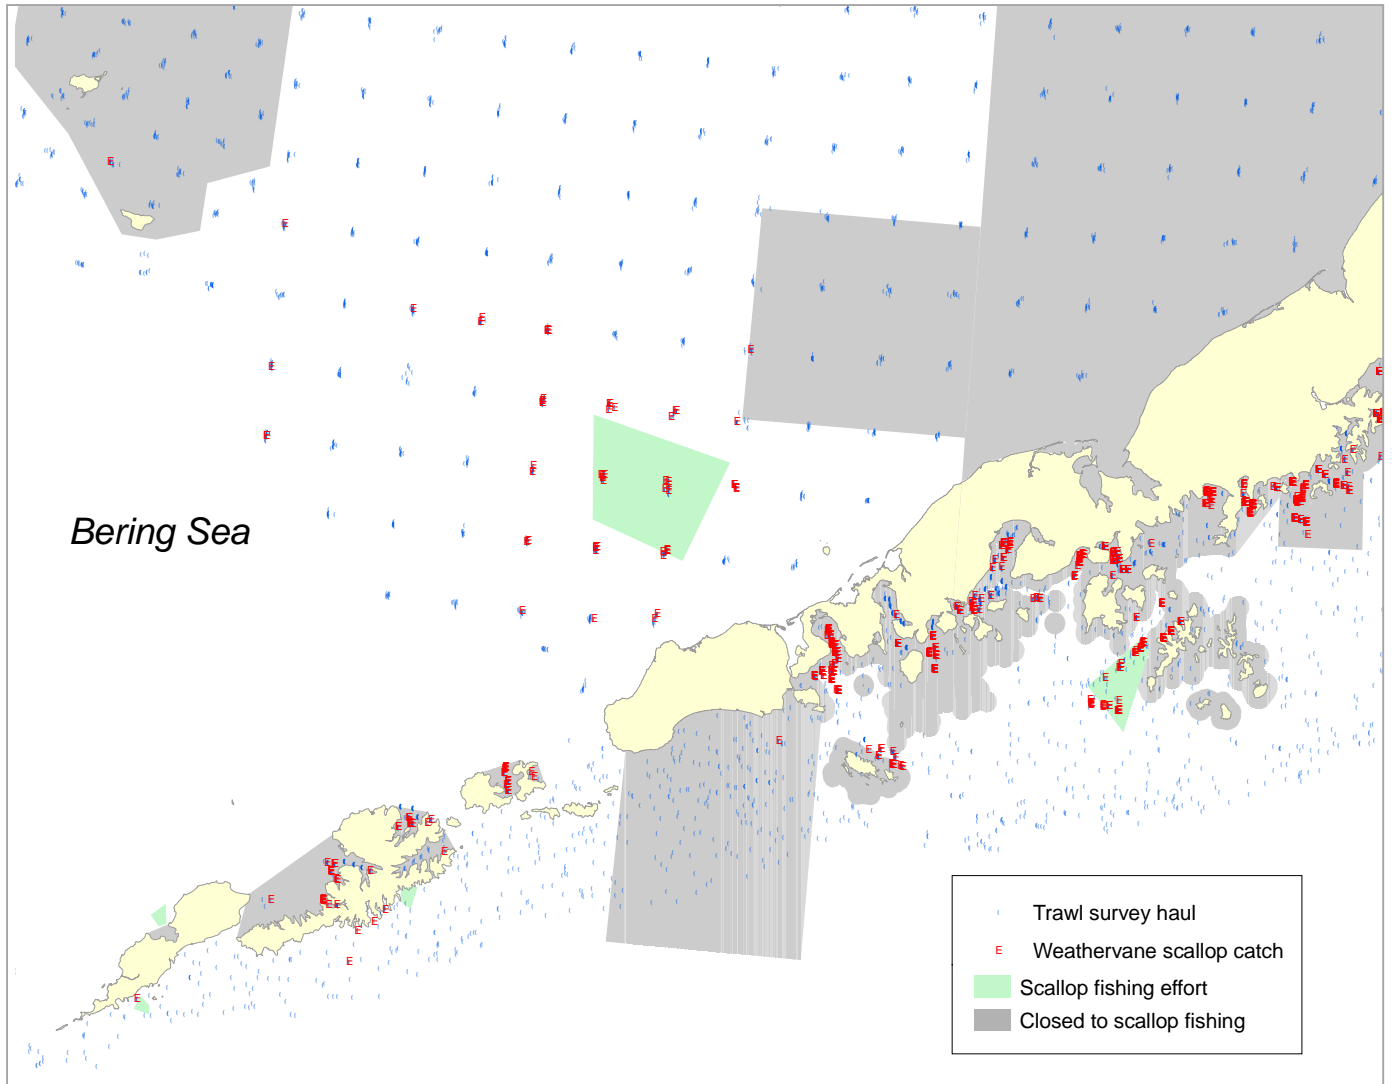 Bering Sea
Trawl survey haul
E Weathervane scallop catch
Scallop fishing effort
Closed to scallop fishing